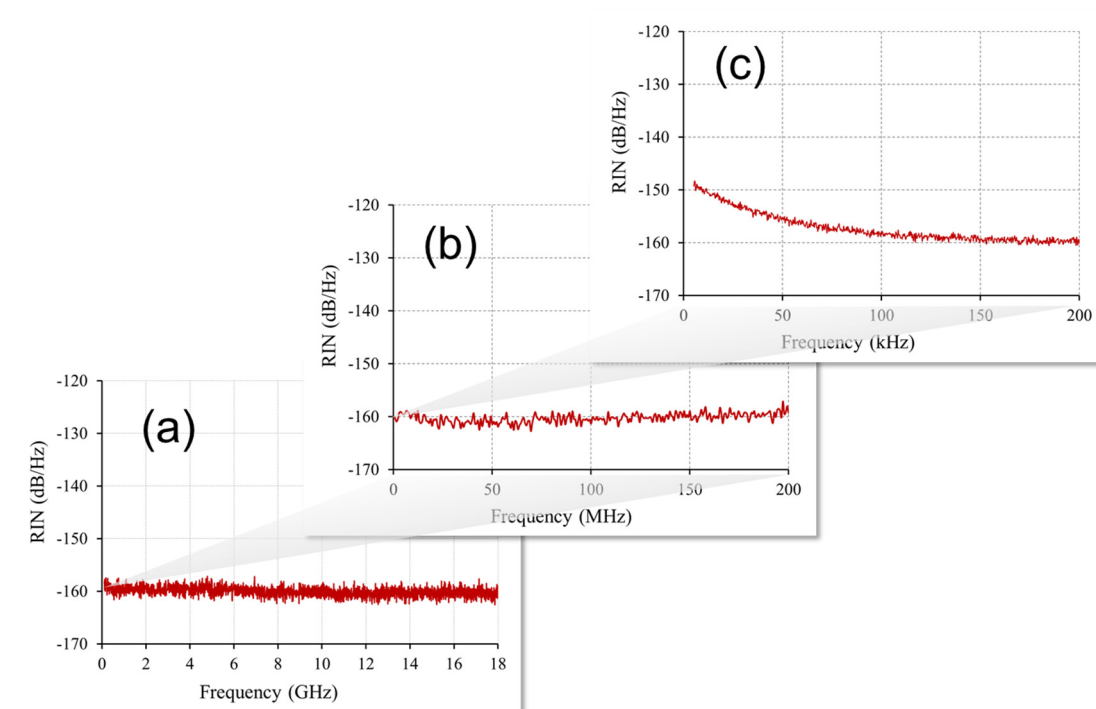 (a)
RIN (dB/Hz)
-120
-130
-140
-150
-160
-170
0 2 4 6 8 10 12 14 16 18
Frequency (GHz)
(b)
RIN (dB/Hz)
-120
-130
-140
-150
-160
-170
0 50 100 150 200
Frequency (MHz)
(c)
RIN (dB/Hz)
-120
-130
-140
-150
-160
-170
0 50 100 150 200
Frequency (kHz)